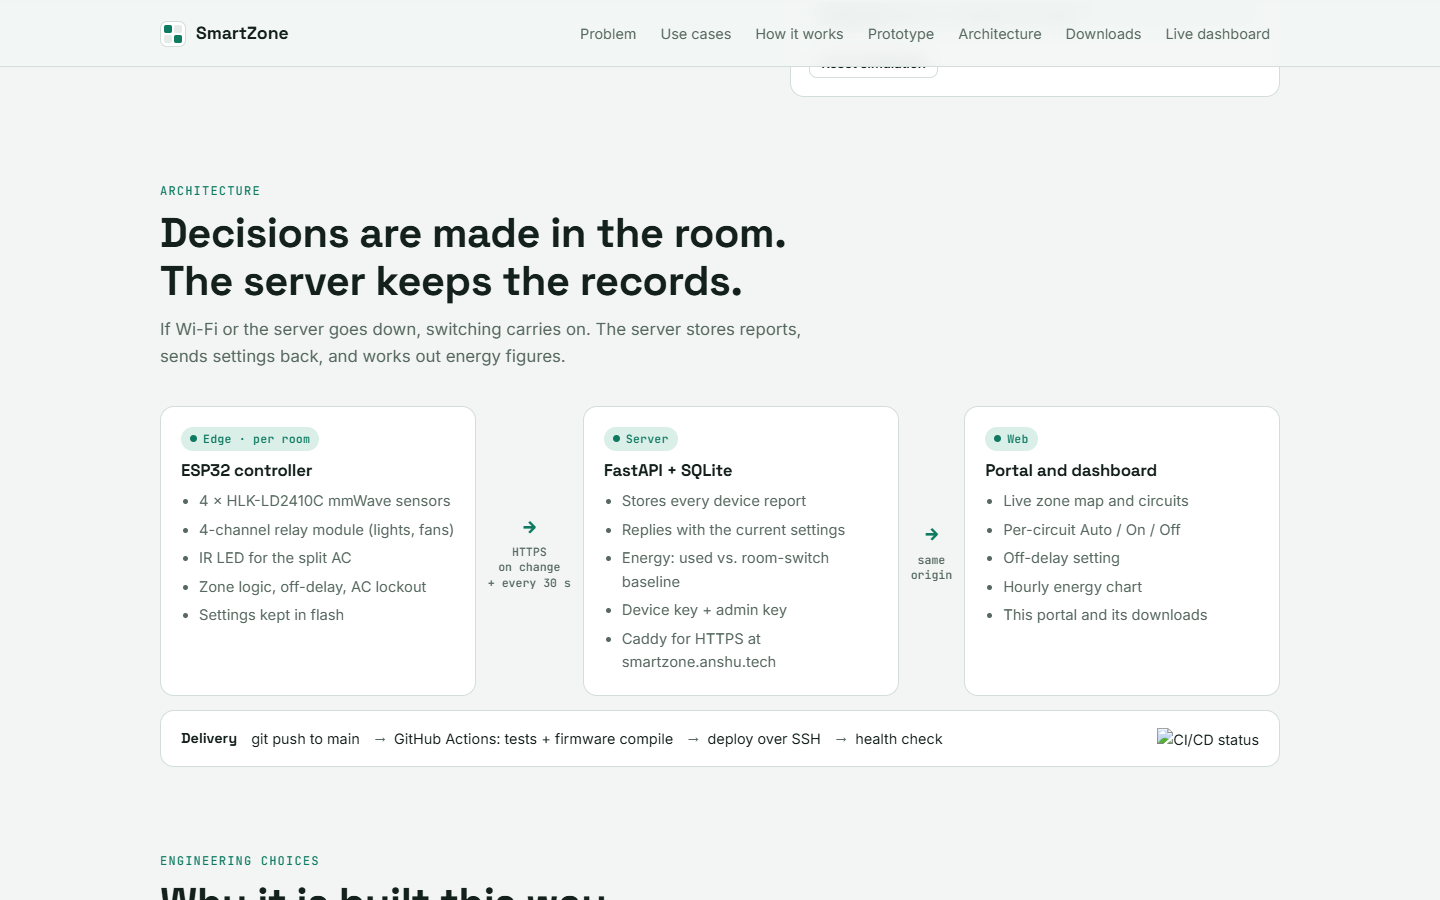 SmartZone
Problem Use cases How it works Prototype Architecture Downloads Live dashboard
Reset simulation
ARCHITECTURE
Decisions are made in the room.
The server keeps the records.
If Wi-Fi or the server goes down, switching carries on. The server stores reports,
sends settings back, and works out energy figures.
Edge · per room
ESP32 controller
• 4 × HLK-LD2410C mmWave sensors
• 4-channel relay module (lights, fans)
• IR LED for the split AC
• Zone logic, off-delay, AC lockout
• Settings kept in flash
→
HTTPS
on change
+ every 30 s
Server
FastAPI + SQLite
• Stores every device report
• Replies with the current settings
• Energy: used vs. room-switch
baseline
• Device key + admin key
• Caddy for HTTPS at
smartzone.anshu.tech
→
same
origin
Web
Portal and dashboard
• Live zone map and circuits
• Per-circuit Auto / On / Off
• Off-delay setting
• Hourly energy chart
• This portal and its downloads
Delivery git push to main → GitHub Actions: tests + firmware compile → deploy over SSH → health check
CI/CD status
ENGINEERING CHOICES
Why it is built this way